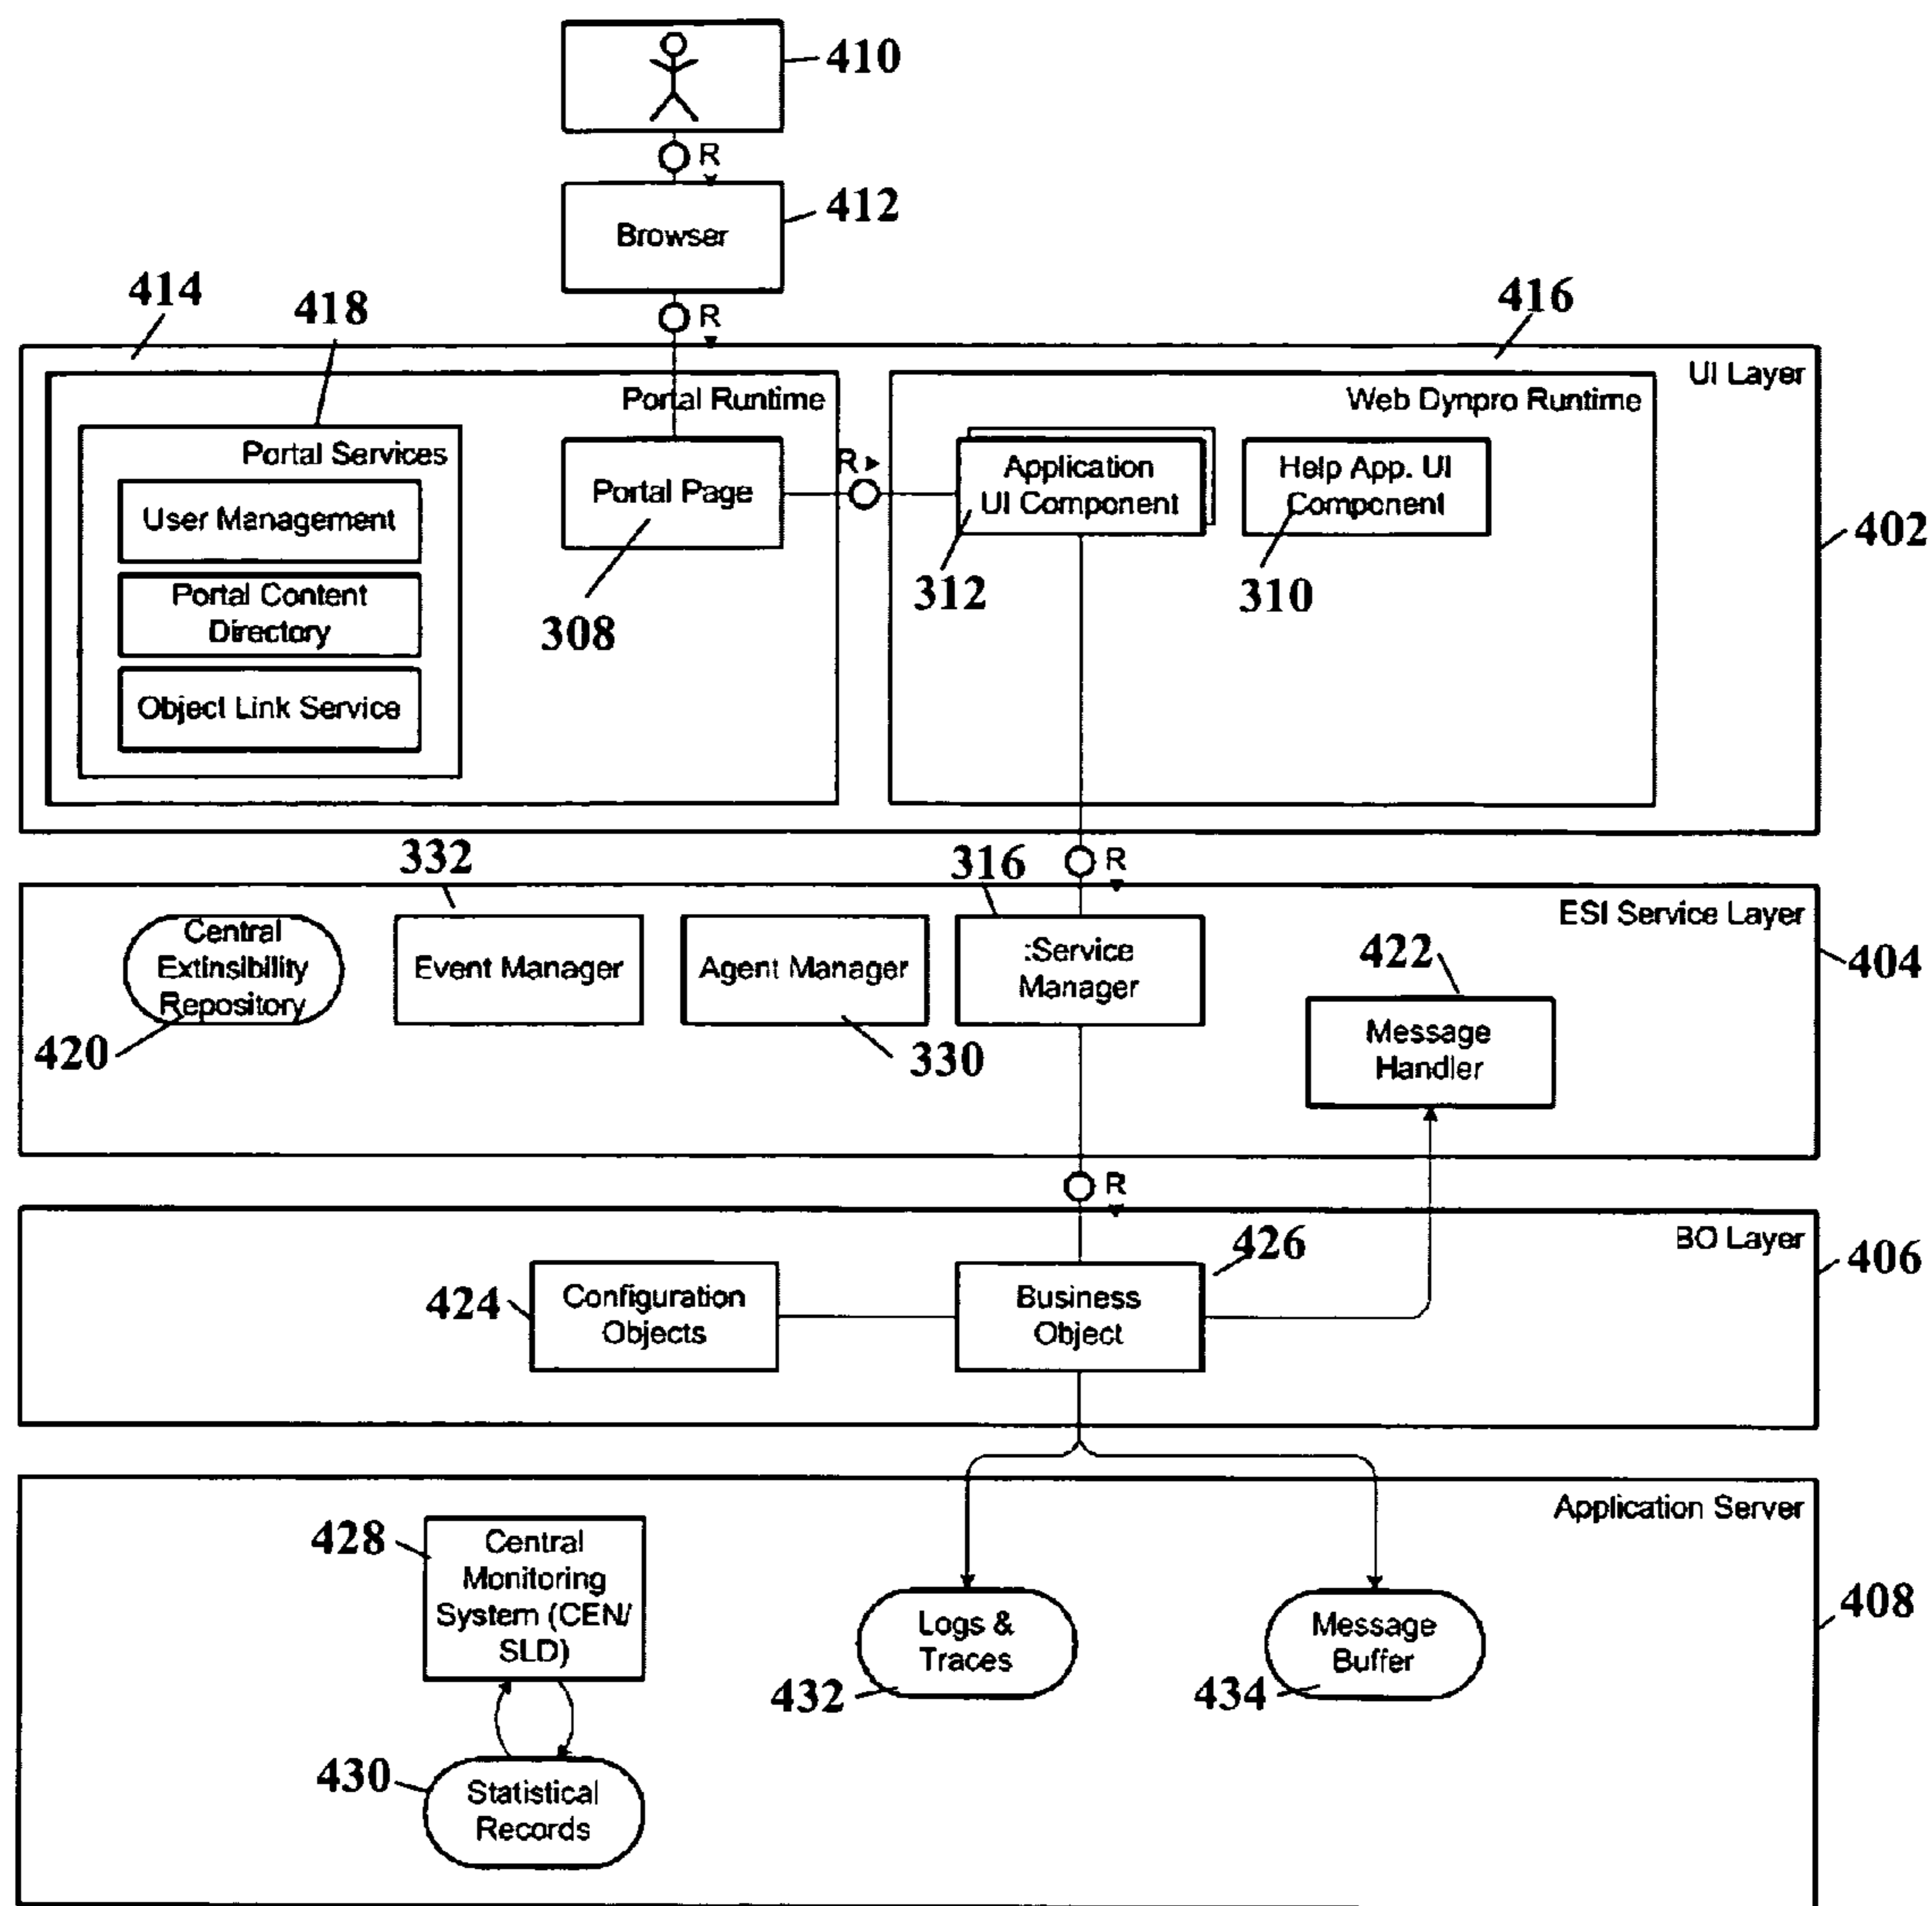 410
R
Browser
412
R
414
418
416
UI Layer
Portal Runtime
Web Dynpro Runtime
Portal Services
User Management
Portal Content
Directory
Object Link Service
Portal Page
308
R
Application
UI Component
312
Help App. UI
Component
310
402
R
332
316
ESI Service Layer
Central
Extinsibility
Repository
420
Event Manager
Agent Manager
330
:Service
Manager
422
Message
Handler
404
R
BO Layer
426
424
Configuration
Objects
Business
Object
406
Application Server
428
Central
Monitoring
System (CEN/
SLD)
430
Statistical
Records
Logs &
Traces
432
Message
Buffer
434
408